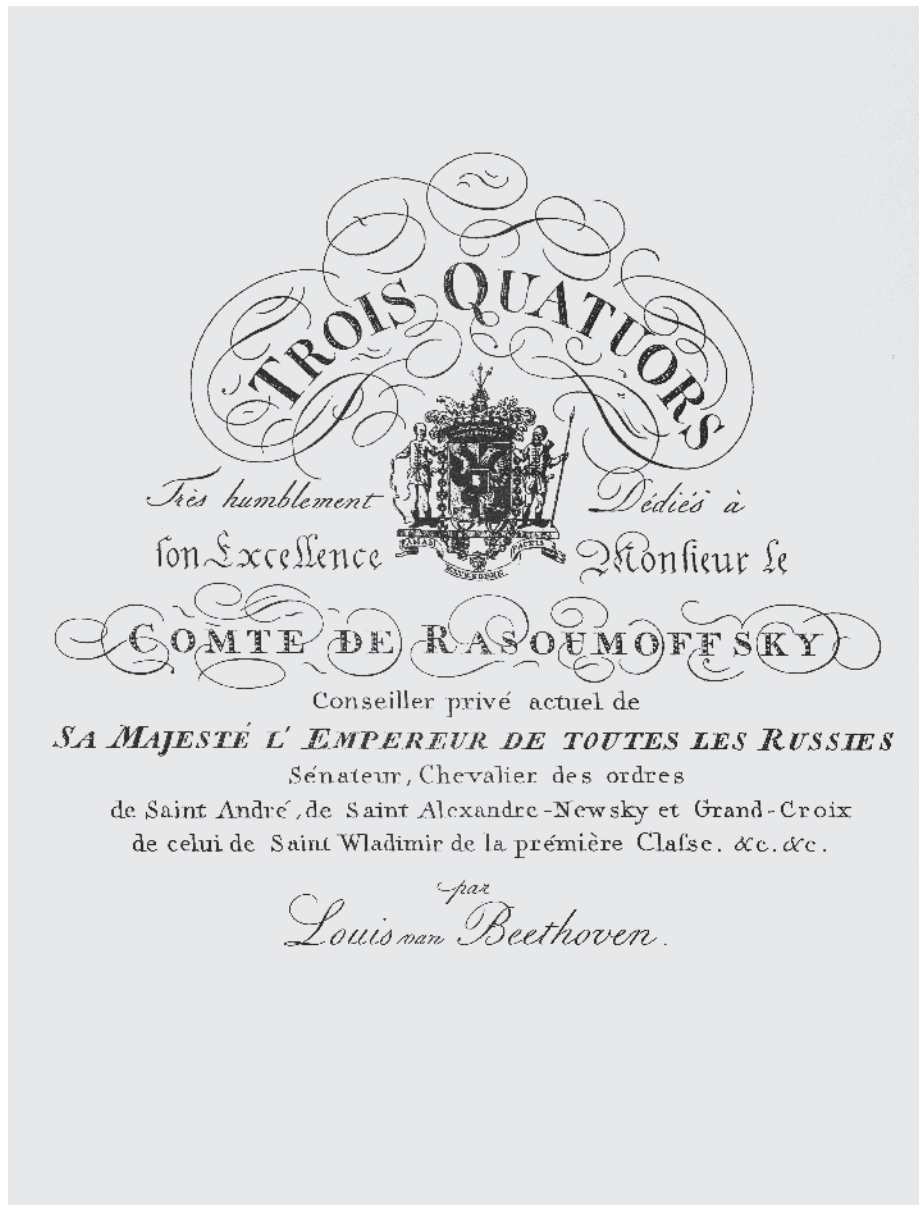 TROIS QUATUORS
Très humblement Dédiés à
son Excellence Monsieur le
COMTE DE RASOUMOFFSKY
Conseiller privé actuel de
SA MAJESTÉ L' EMPEREUR DE TOUTES LES RUSSIES
Sénateur, Chevalier des ordres
de Saint André, de Saint Alexandre-Newsky et Grand-Croix
de celui de Saint Wladimir de la prémière Claſse. &c. &c.
par
Louis van Beethoven.